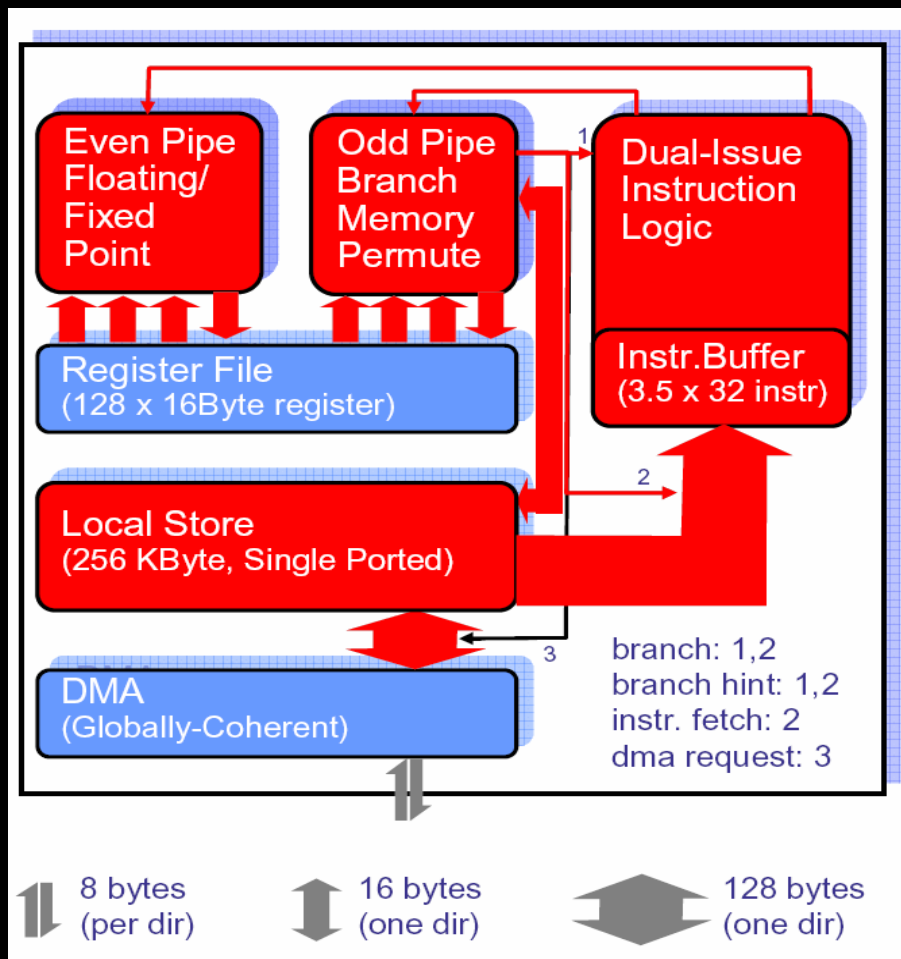 Even Pipe
Floating/
Fixed
Point
Odd Pipe
Branch
Memory
Permute
1
Dual-Issue
Instruction
Logic
Instr.Buffer
(3.5 x 32 instr)
Register File
(128 x 16Byte register)
2
Local Store
(256 KByte, Single Ported)
3
DMA
(Globally-Coherent)
branch: 1,2
branch hint: 1,2
instr. fetch: 2
dma request: 3
8 bytes
(per dir)
16 bytes
(one dir)
128 bytes
(one dir)